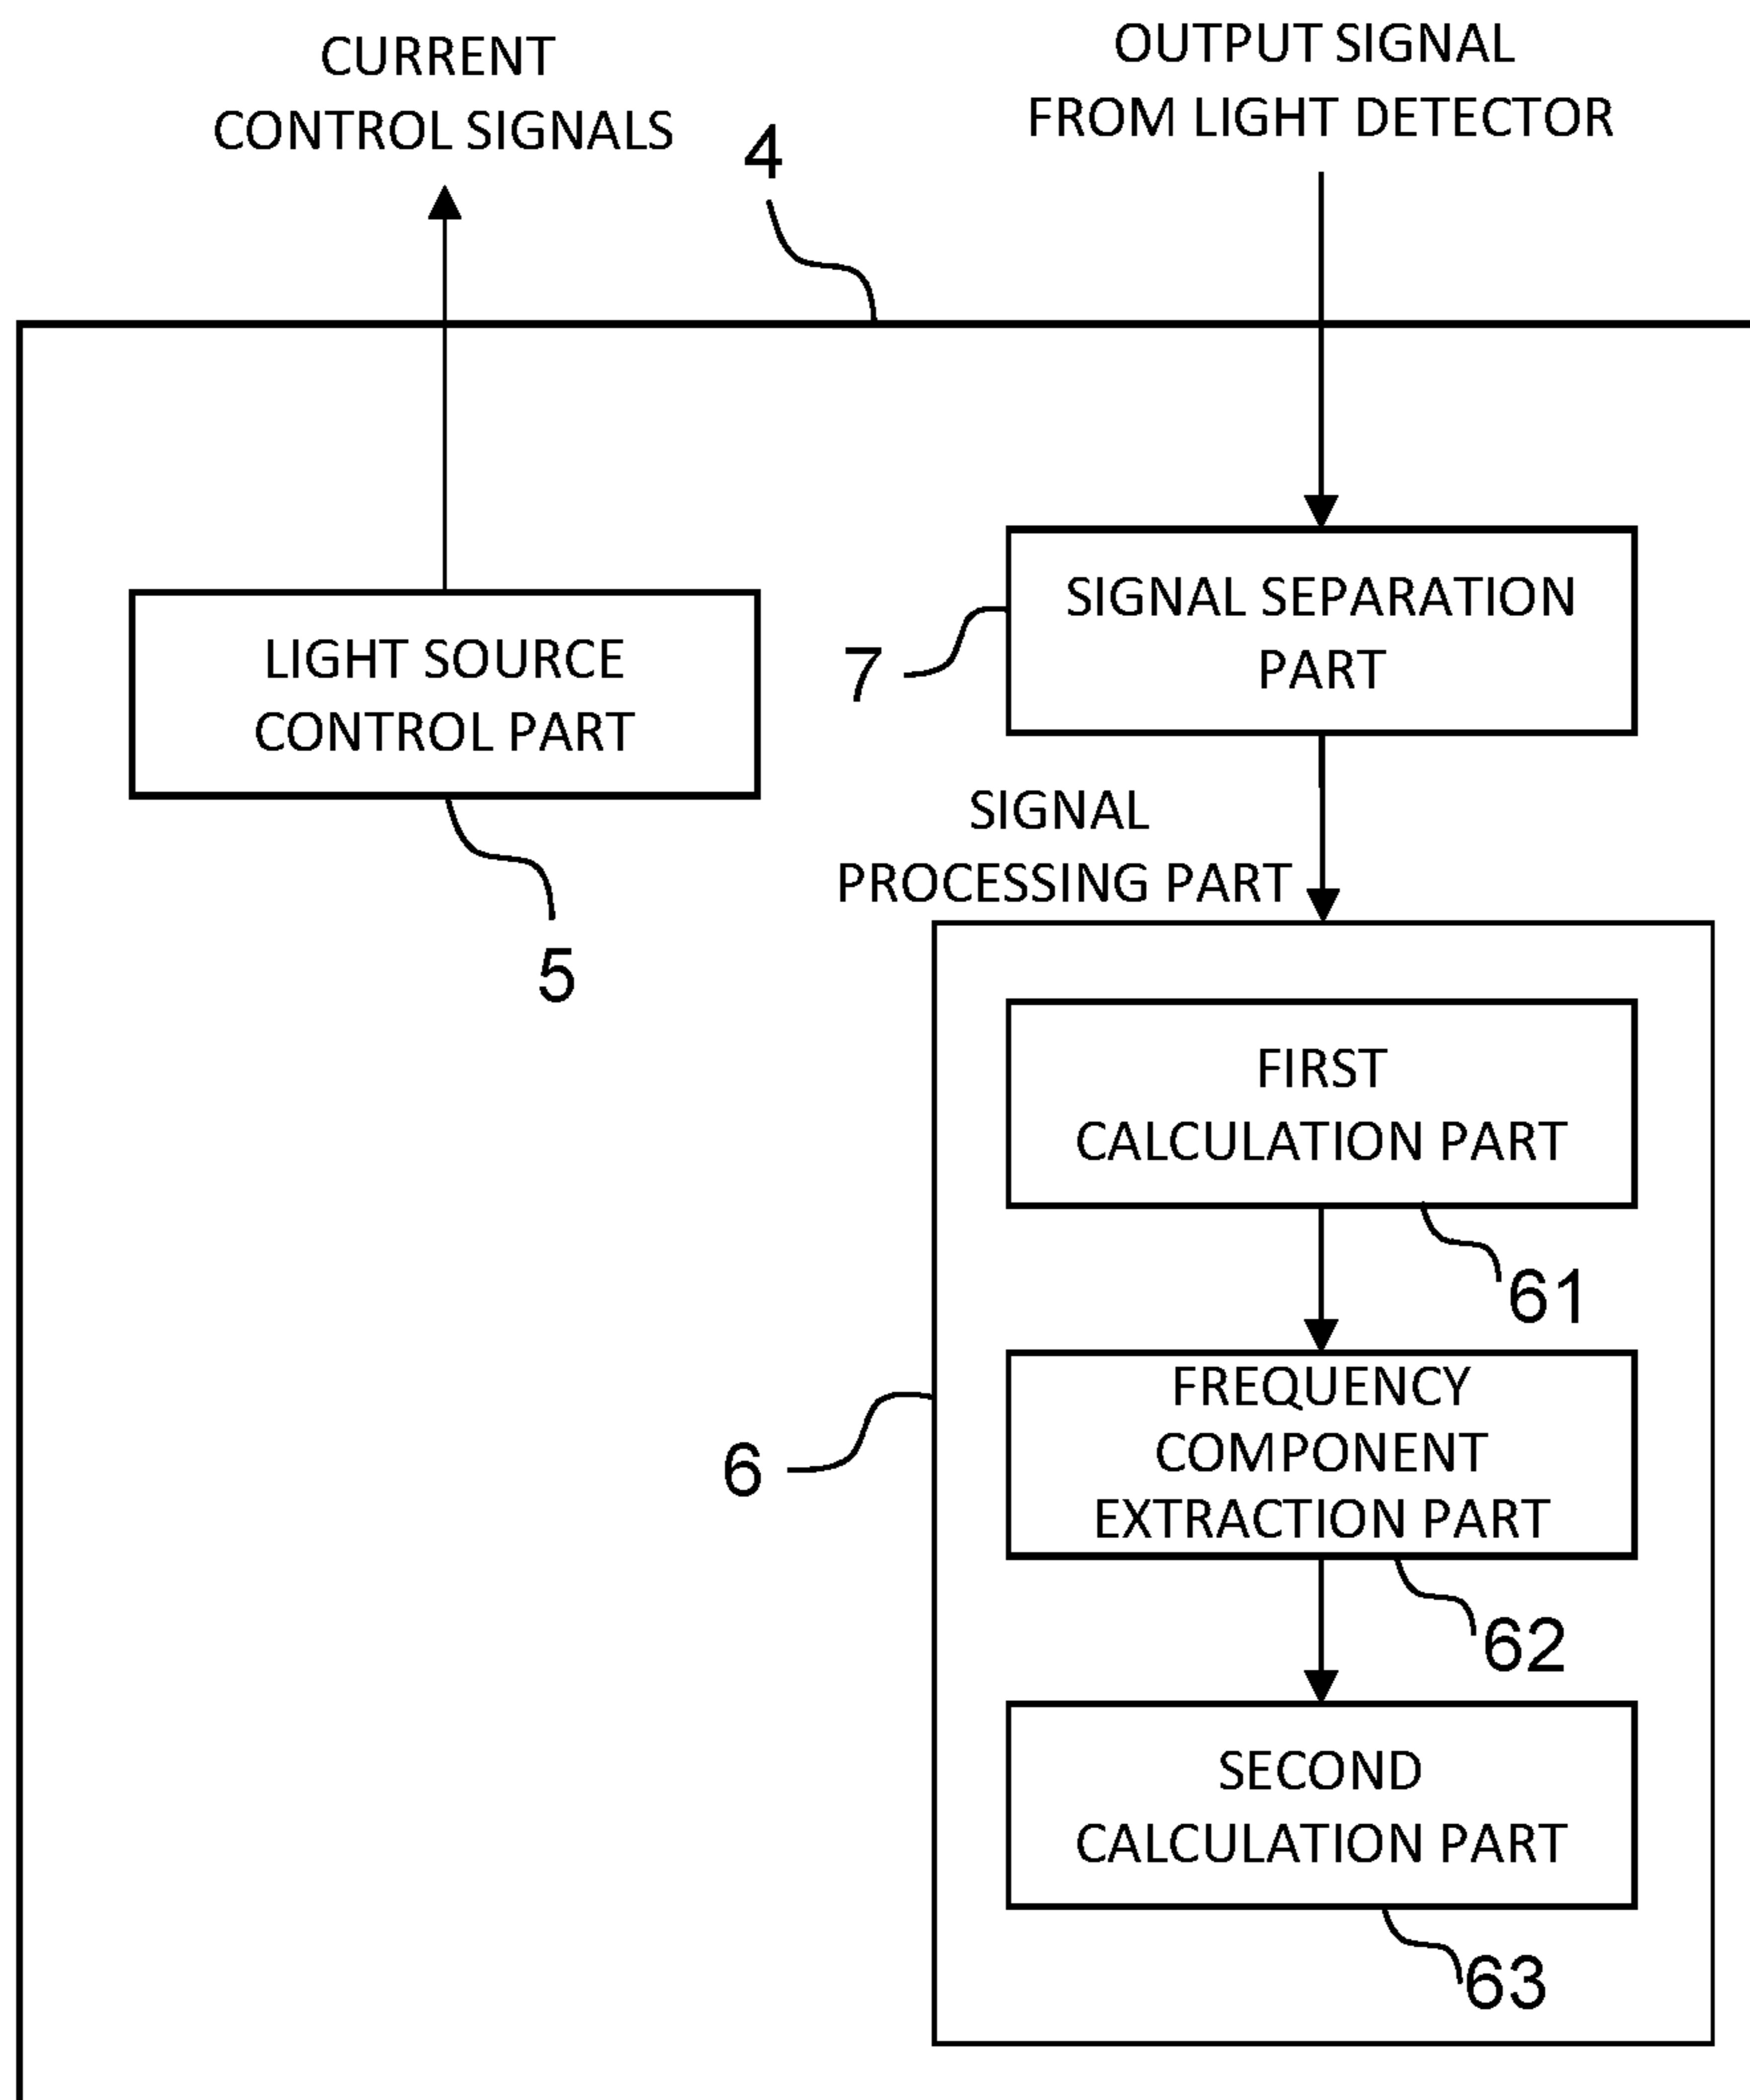 CURRENT
CONTROL SIGNALS
OUTPUT SIGNAL
FROM LIGHT DETECTOR
4
LIGHT SOURCE
CONTROL PART
5
SIGNAL SEPARATION
PART
7
SIGNAL
PROCESSING PART
FIRST
CALCULATION PART
61
FREQUENCY
COMPONENT
EXTRACTION PART
6
62
SECOND
CALCULATION PART
63